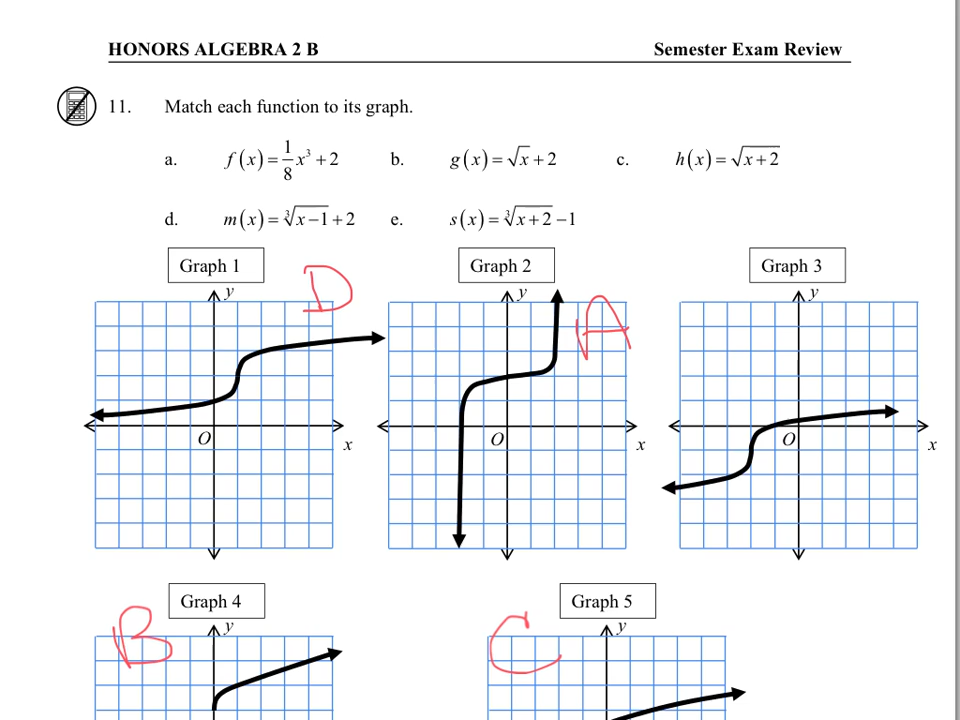 HONORS ALGEBRA 2 B Semester Exam Review
11. Match each function to its graph.
a. f(x) = 1/8 x³ + 2 b. g(x) = √x + 2 c. h(x) = √(x+2)
d. m(x) = ∛(x−1) + 2 e. s(x) = ∛(x+2) − 1
Graph 1 Graph 2 Graph 3
D A
y y y
O O O
x x x
Graph 4 Graph 5
B C
y y